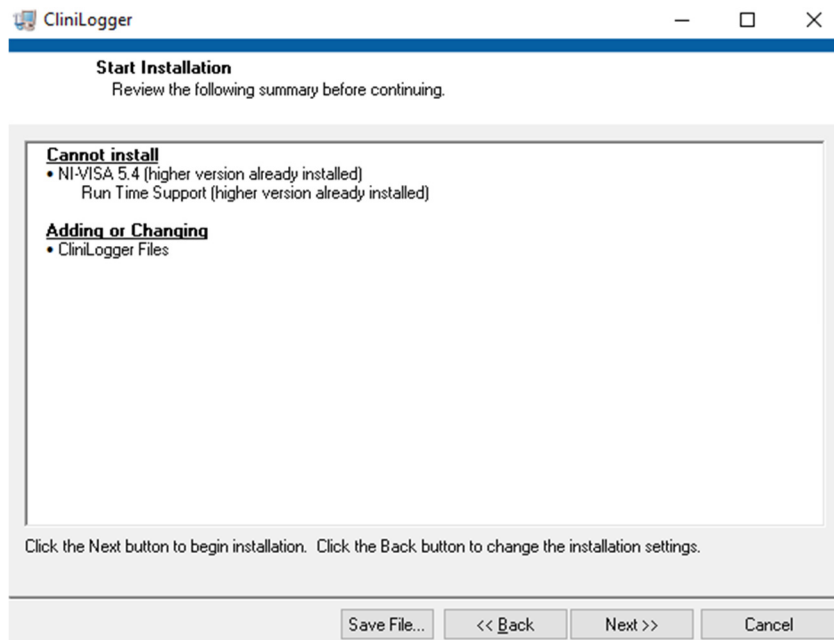 CliniLogger
Start Installation
Review the following summary before continuing.
Cannot install
• NI-VISA 5.4 (higher version already installed)
Run Time Support (higher version already installed)
Adding or Changing
• CliniLogger Files
Click the Next button to begin installation. Click the Back button to change the installation settings.
Save File... << Back Next >> Cancel